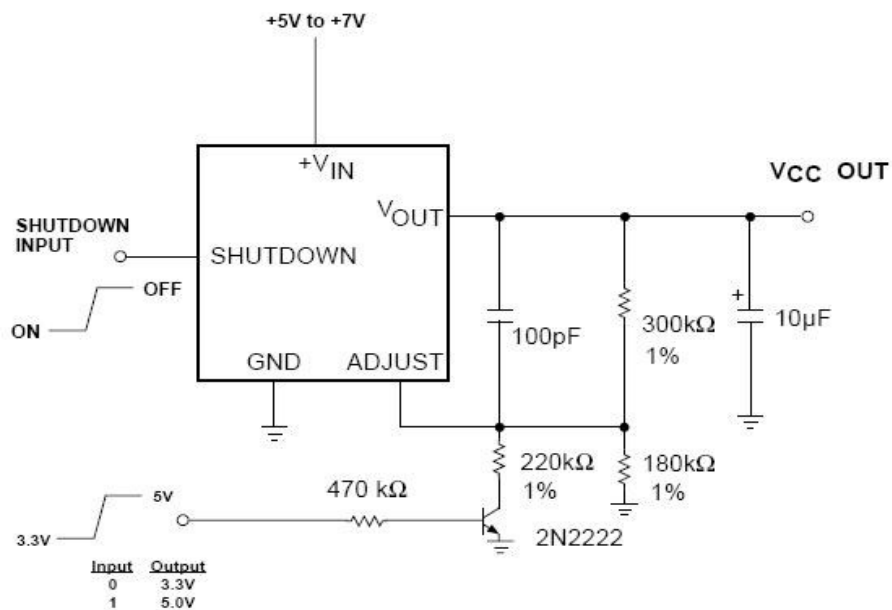 +5V to +7V
+VIN
VCC OUT
VOUT
SHUTDOWN
INPUT
SHUTDOWN
OFF
ON
100pF
300kΩ
1%
+
10µF
GND
ADJUST
220kΩ
1%
180kΩ
1%
470 kΩ
5V
3.3V
2N2222
Input Output
0 3.3V
1 5.0V